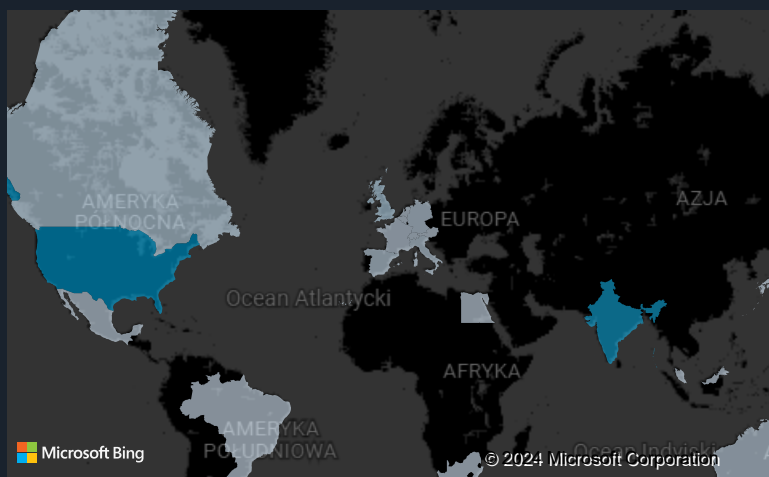 AMERYKA
PÓŁNOCNA
EUROPA
AZJA
Ocean Atlantycki
AFRYKA
AMERYKA
POŁUDNIOWA
Ocean Indyjski
Microsoft Bing
© 2024 Microsoft Corporation